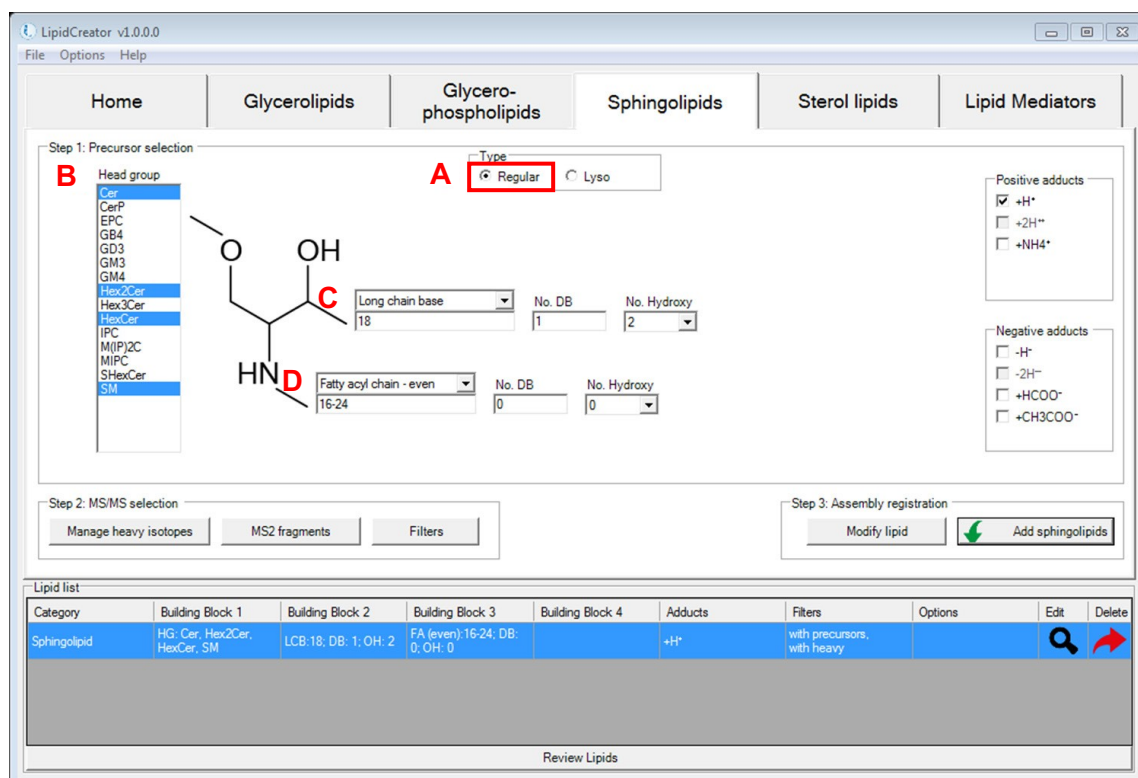 LipidCreator v1.0.0.0
File Options Help
Home
Glycerolipids
Glycero-
phospholipids
Sphingolipids
Sterol lipids
Lipid Mediators
Step 1: Precursor selection
B
Head group
Cer
CerP
EPC
GB4
GD3
GM3
GM4
Hex2Cer
Hex3Cer
HexCer
IPC
M(IP)2C
MIPC
SHexCer
SM
Type
A
Regular
Lyso
O
OH
HN
C
Long chain base
18
No. DB
1
No. Hydroxy
2
D
Fatty acyl chain - even
16-24
No. DB
0
No. Hydroxy
0
Positive adducts
+H⁺
+2H⁺⁺
+NH4⁺
Negative adducts
-H⁻
-2H⁻⁻
+HCOO⁻
+CH3COO⁻
Step 2: MS/MS selection
Manage heavy isotopes
MS2 fragments
Filters
Step 3: Assembly registration
Modify lipid
Add sphingolipids
Lipid list
Category Building Block 1 Building Block 2 Building Block 3 Building Block 4 Adducts Filters Options Edit Delete
Sphingolipid
HG: Cer, Hex2Cer,
HexCer, SM
LCB:18; DB: 1; OH: 2
FA (even):16-24; DB:
0; OH: 0
+H⁺
with precursors,
with heavy
Review Lipids